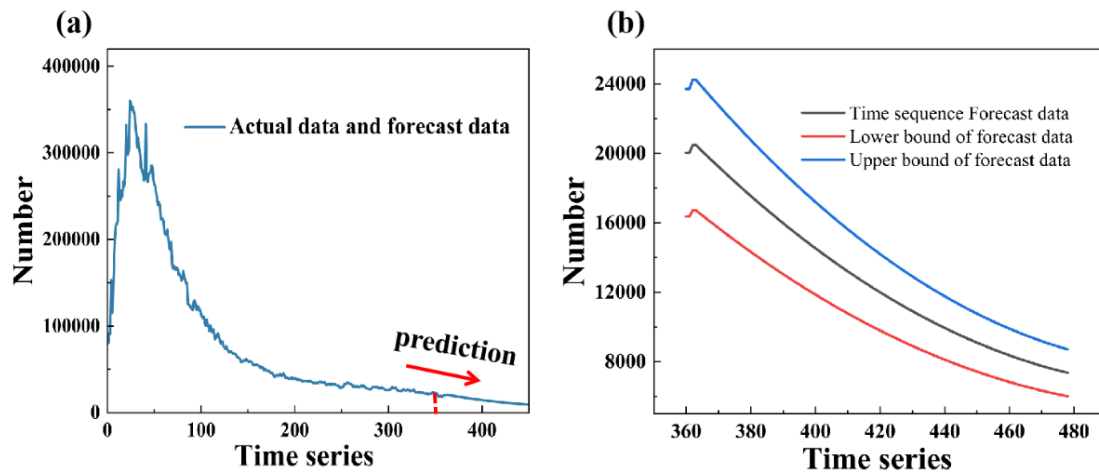 (a)
400000
300000
200000
100000
0
Number
Actual data and forecast data
prediction
0 100 200 300 400
Time series
(b)
24000
20000
16000
12000
8000
Number
Time sequence Forecast data
Lower bound of forecast data
Upper bound of forecast data
360 380 400 420 440 460 480
Time series